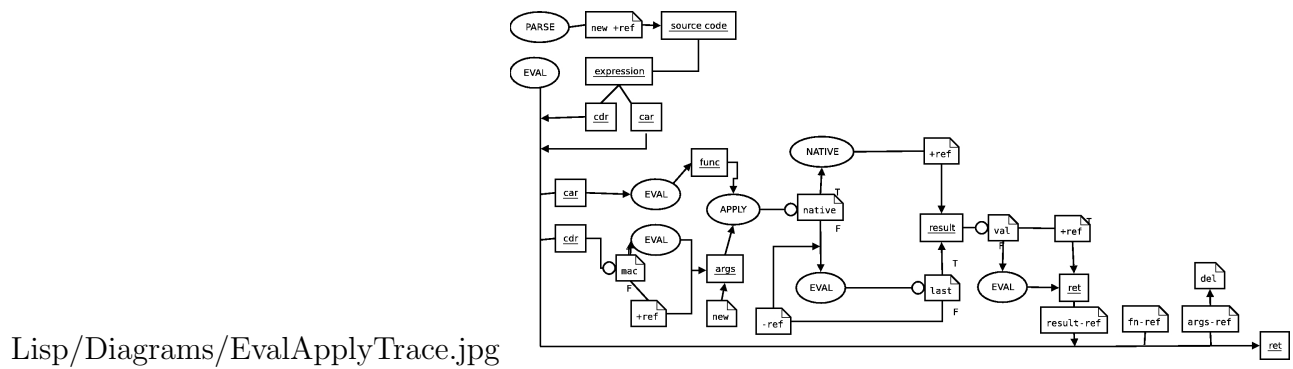 PARSE
new +ref
source code
EVAL
expression
cdr
car
NATIVE
+ref
func
car
EVAL
APPLY
native
T
F
result
val
F
+ref
T
cdr
EVAL
mac
F
args
EVAL
last
T
F
EVAL
ret
del
+ref
new
-ref
result-ref
fn-ref
args-ref
ret
Lisp/Diagrams/EvalApplyTrace.jpg